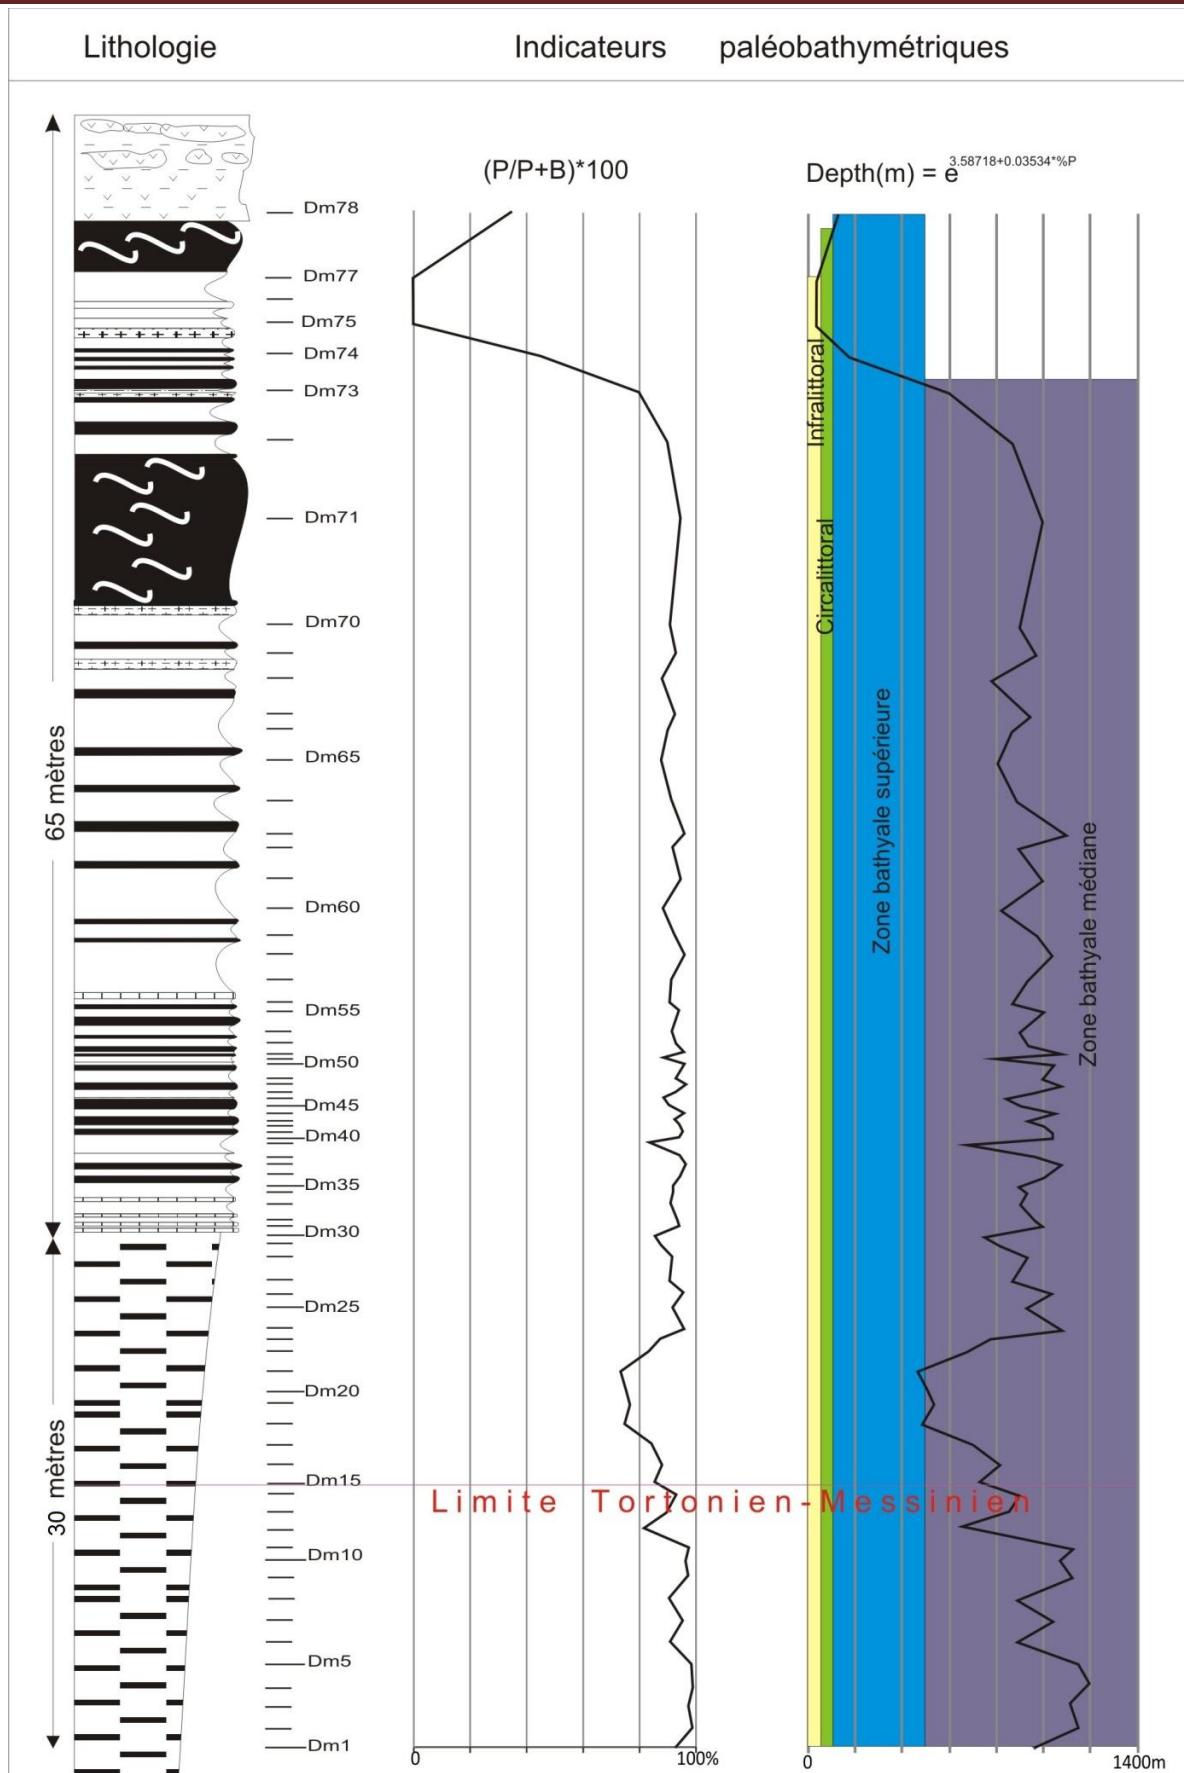 Lithologie
Indicateurs paléobathymétriques
(P/P+B)*100
Depth(m) = e^3.58718+0.03534*%P
Dm78
Dm77
Dm75
Dm74
Dm73
Dm71
Dm70
Dm65
Dm60
Dm55
Dm50
Dm45
Dm40
Dm35
Dm30
Dm25
Dm20
Dm15
Dm10
Dm5
Dm1
65 mètres
30 mètres
Infralittoral
Circalittoral
Zone bathyale supérieure
Zone bathyale médiane
Limite Tortonien-Messinien
0
100%
0
1400m